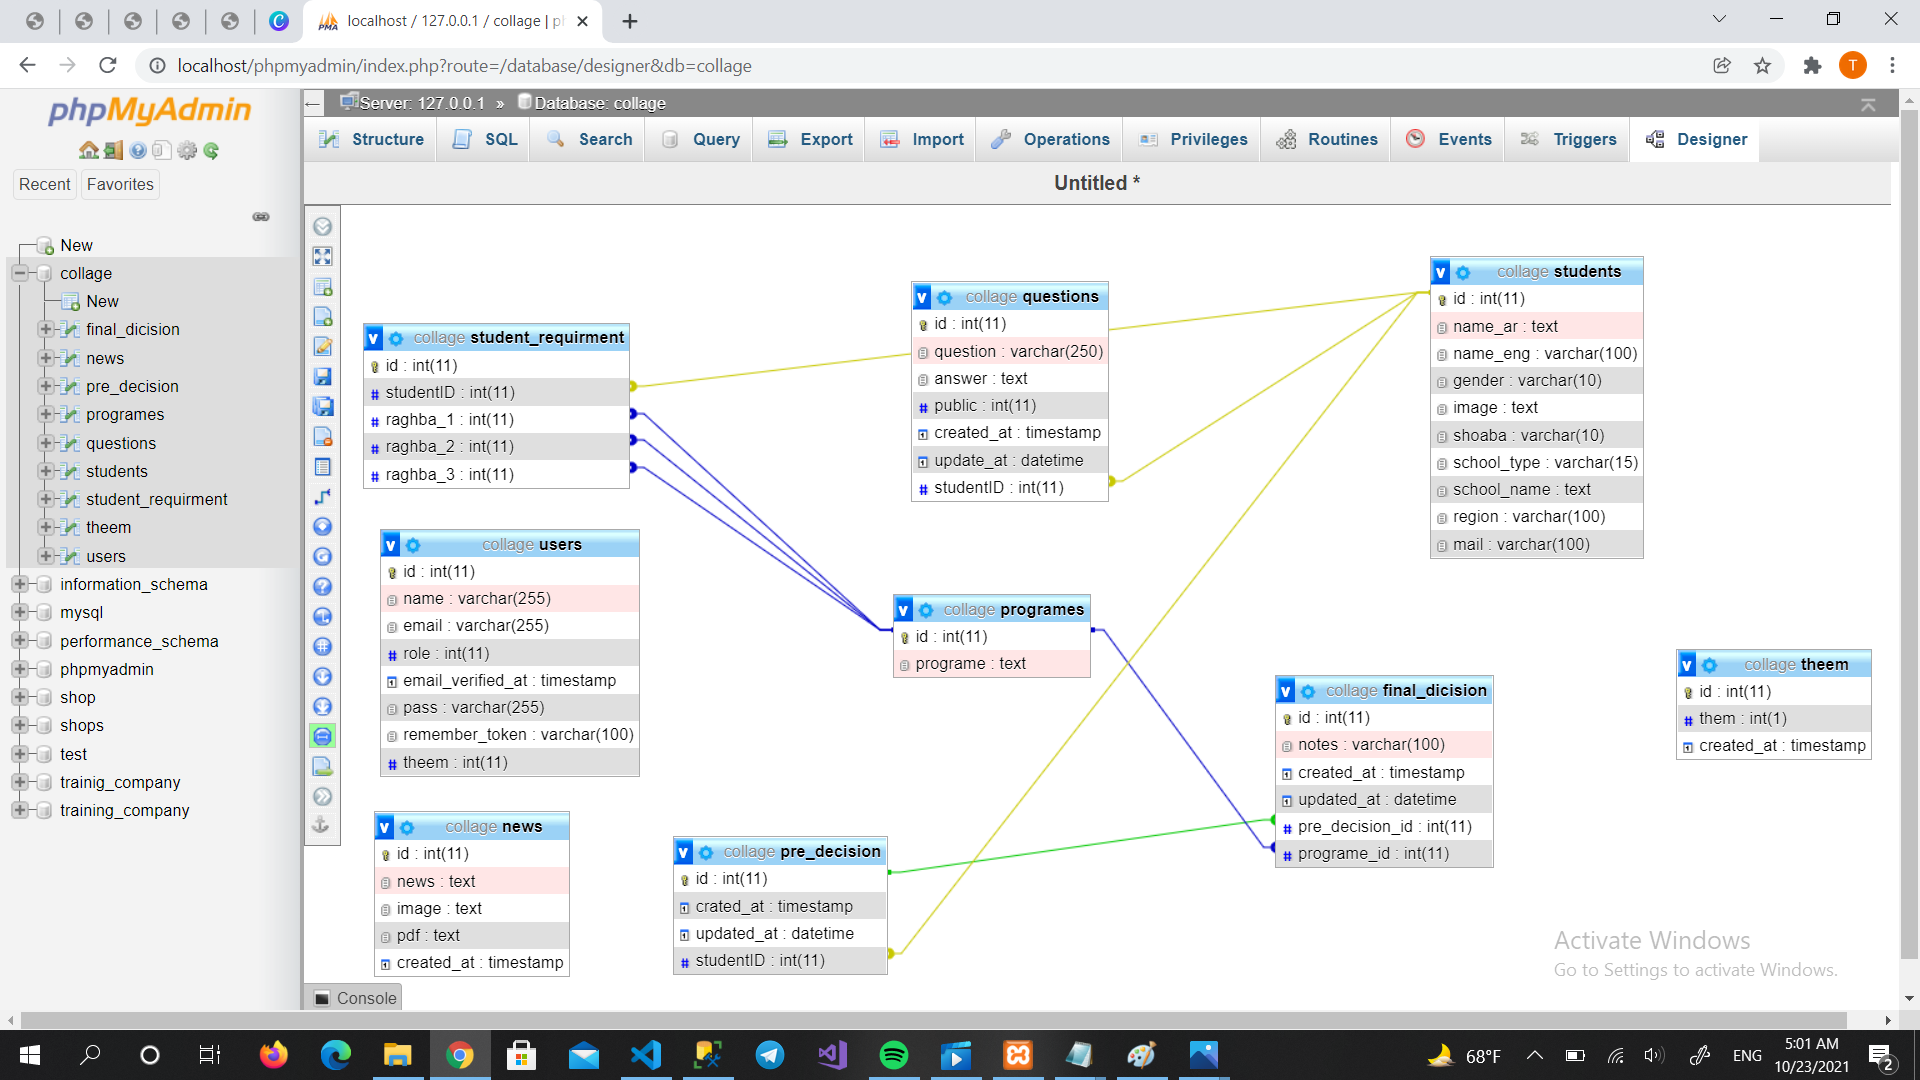 localhost / 127.0.0.1 / collage | p
localhost/phpmyadmin/index.php?route=/database/designer&db=collage
T
phpMyAdmin
Recent
Favorites
New
collage
New
final_dicision
news
pre_decision
programes
questions
students
student_requirment
theem
users
information_schema
mysql
performance_schema
phpmyadmin
shop
shops
test
trainig_company
training_company
Server: 127.0.0.1 » Database: collage
Structure
SQL
Search
Query
Export
Import
Operations
Privileges
Routines
Events
Triggers
Designer
Untitled *
v collage student_requirment
id : int(11)
studentID : int(11)
raghba_1 : int(11)
raghba_2 : int(11)
raghba_3 : int(11)
v collage questions
id : int(11)
question : varchar(250)
answer : text
public : int(11)
created_at : timestamp
update_at : datetime
studentID : int(11)
v collage students
id : int(11)
name_ar : text
name_eng : varchar(100)
gender : varchar(10)
image : text
shoaba : varchar(10)
school_type : varchar(15)
school_name : text
region : varchar(100)
mail : varchar(100)
v collage users
id : int(11)
name : varchar(255)
email : varchar(255)
role : int(11)
email_verified_at : timestamp
pass : varchar(255)
remember_token : varchar(100)
theem : int(11)
v collage programes
id : int(11)
programe : text
v collage final_dicision
id : int(11)
notes : varchar(100)
created_at : timestamp
updated_at : datetime
pre_decision_id : int(11)
programe_id : int(11)
v collage theem
id : int(11)
them : int(1)
created_at : timestamp
v collage news
id : int(11)
news : text
image : text
pdf : text
created_at : timestamp
v collage pre_decision
id : int(11)
crated_at : timestamp
updated_at : datetime
studentID : int(11)
Activate Windows
Go to Settings to activate Windows.
Console
68°F
ENG
5:01 AM
10/23/2021
2